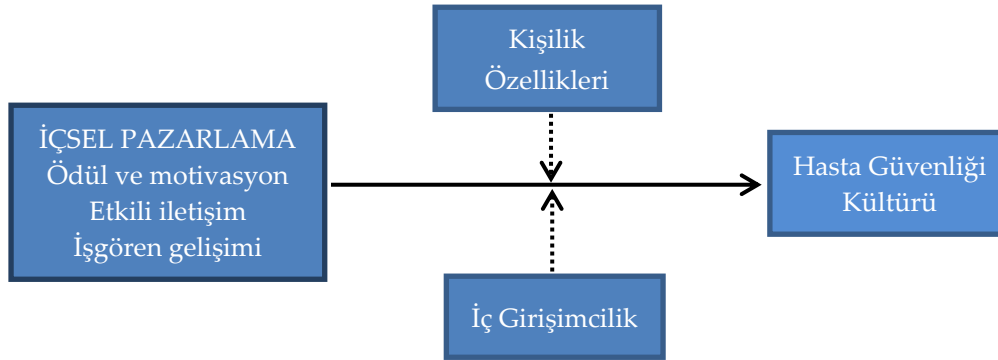 Kişilik
Özellikleri
İÇSEL PAZARLAMA
Ödül ve motivasyon
Etkili iletişim
İşgören gelişimi
Hasta Güvenliği
Kültürü
İç Girişimcilik